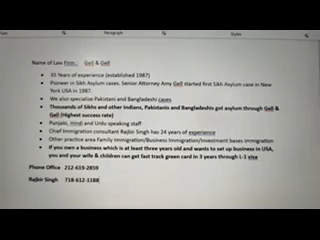 Paragraph
Styles
Name of Law Firm : Gell & Gell
35 Years of experience (established 1987)
Pioneer in Sikh Asylum cases. Senior Attorney Amy Gell started first Sikh Asylum case in New
York USA in 1987.
We also specialize Pakistani and Bangladeshi cases
Thousands of Sikhs and other Indians, Pakistanis and Bangladeshis got asylum through Gell &
Gell (Highest success rate)
Punjabi, Hindi and Urdu speaking staff
Chief Immigration consultant Rajbir Singh has 24 years of experience
Other practice area Family Immigration/Business Immigration/Investment bases immigration
If you own a business which is at least three years old and wants to set up business in USA,
you and your wife & children can get fast track green card in 3 years through L-1 visa
Phone Office 212-619-2859
Rajbir Singh 718-612-1188